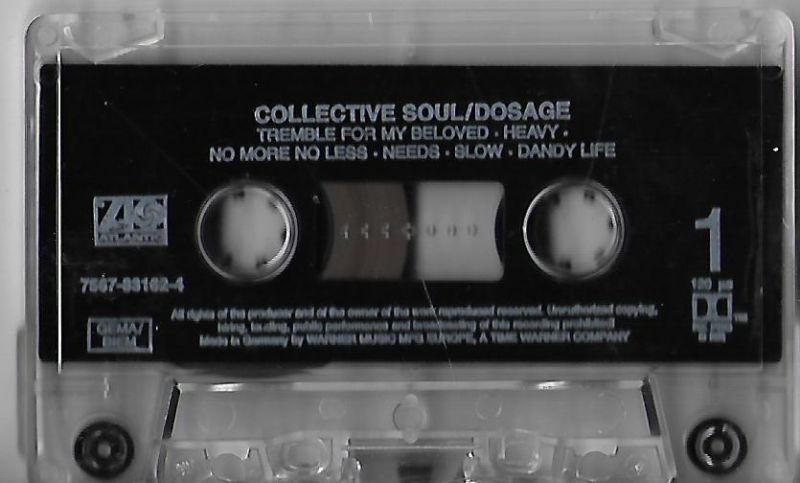 COLLECTIVE SOUL/DOSAGE
TREMBLE FOR MY BELOVED · HEAVY ·
NO MORE NO LESS · NEEDS · SLOW · DANDY LIFE
ATLANTIC
1
7567-83162-4
120 µs
GEMA/
BIEM
All rights of the producer and of the owner of the work reproduced reserved. Unauthorized copying,
hiring, lending, public performance and broadcasting of this recording prohibited.
Made in Germany by WARNER MUSIC MFG EUROPE, A TIME WARNER COMPANY